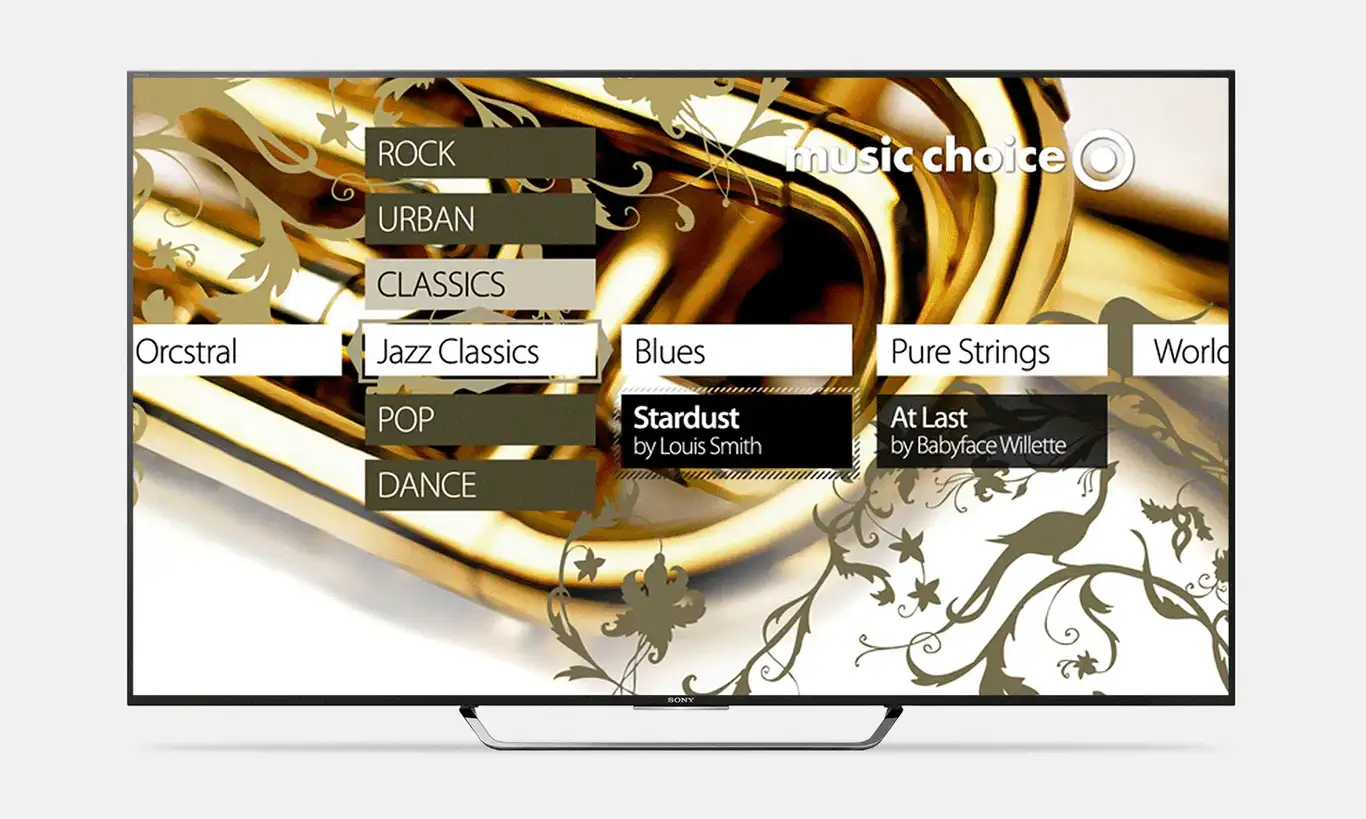 music choice
ROCK
URBAN
CLASSICS
Orcstral
Jazz Classics
Blues
Pure Strings
World
POP
DANCE
Stardust
by Louis Smith
At Last
by Babyface Willette
SONY